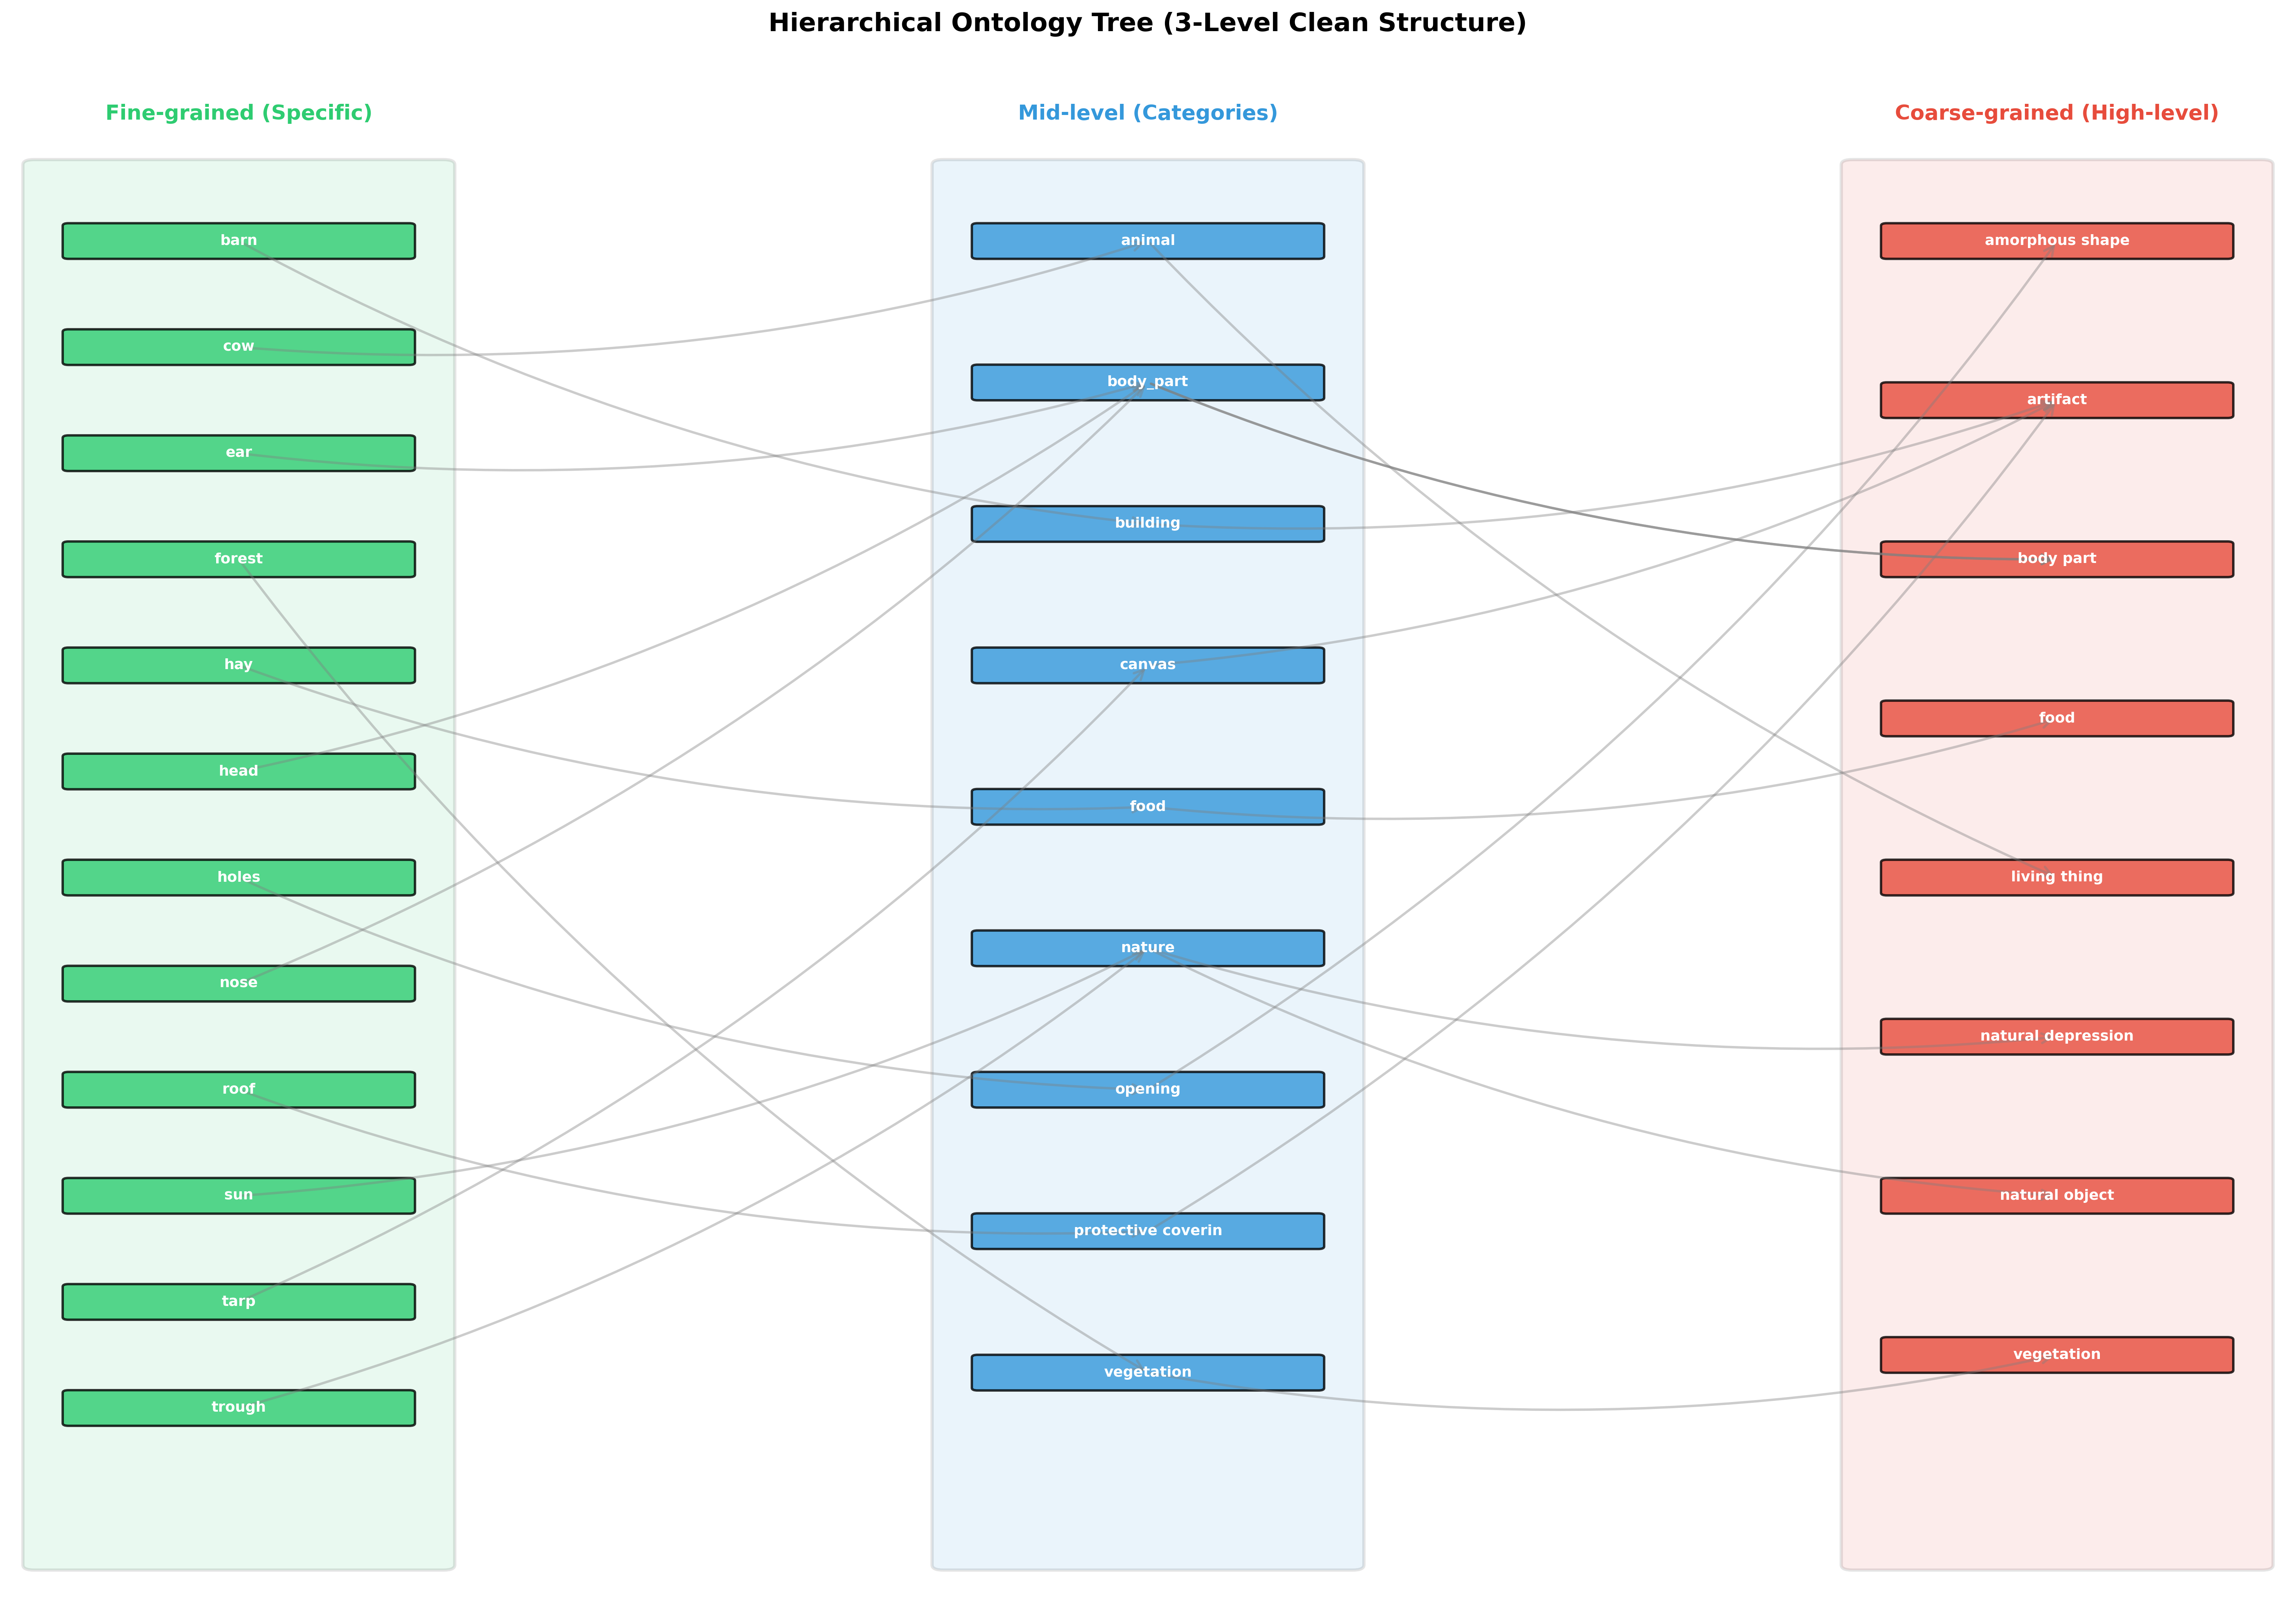 Hierarchical Ontology Tree (3-Level Clean Structure)
Fine-grained (Specific)
barn
cow
ear
forest
hay
head
holes
nose
roof
sun
tarp
trough
Mid-level (Categories)
animal
body_part
building
canvas
food
nature
opening
protective coverin
vegetation
Coarse-grained (High-level)
amorphous shape
artifact
body part
food
living thing
natural depression
natural object
vegetation